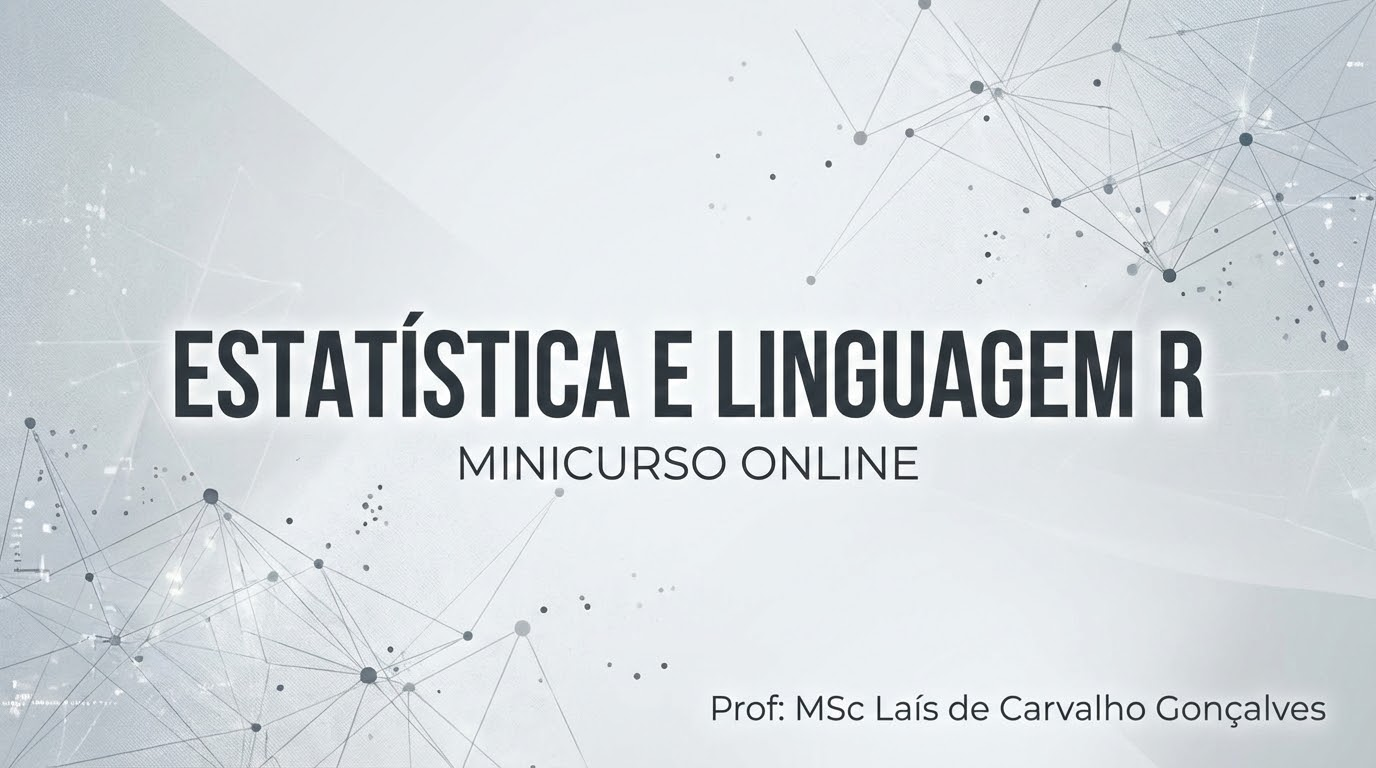 ESTATÍSTICA E LINGUAGEM R
MINICURSO ONLINE
Prof: MSc Laís de Carvalho Gonçalves